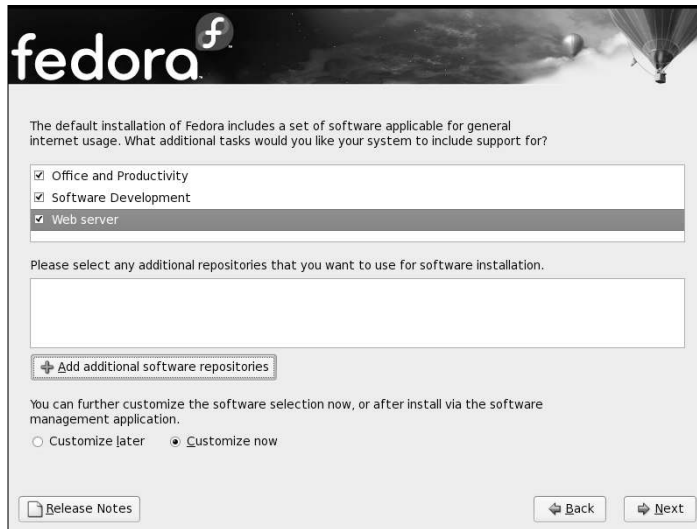 fedora
The default installation of Fedora includes a set of software applicable for general
internet usage. What additional tasks would you like your system to include support for?
Office and Productivity
Software Development
Web server
Please select any additional repositories that you want to use for software installation.
Add additional software repositories
You can further customize the software selection now, or after install via the software
management application.
Customize later Customize now
Release Notes Back Next